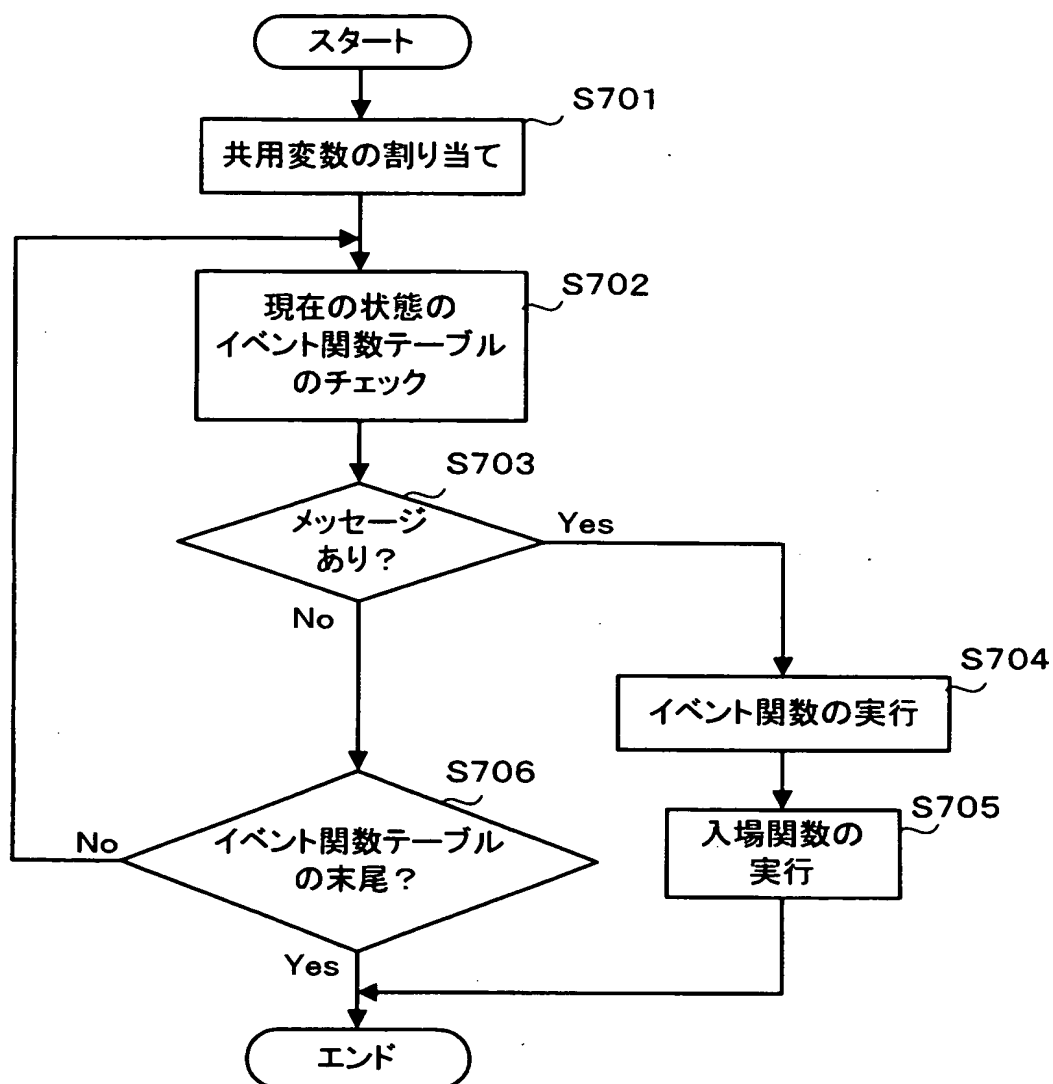 スタート
S701
共用変数の割り当て
S702
現在の状態の
イベント関数テーブル
のチェック
S703
メッセージ
あり?
Yes
No
S704
イベント関数の実行
S706
イベント関数テーブル
の末尾?
No
S705
入場関数の
実行
Yes
エンド